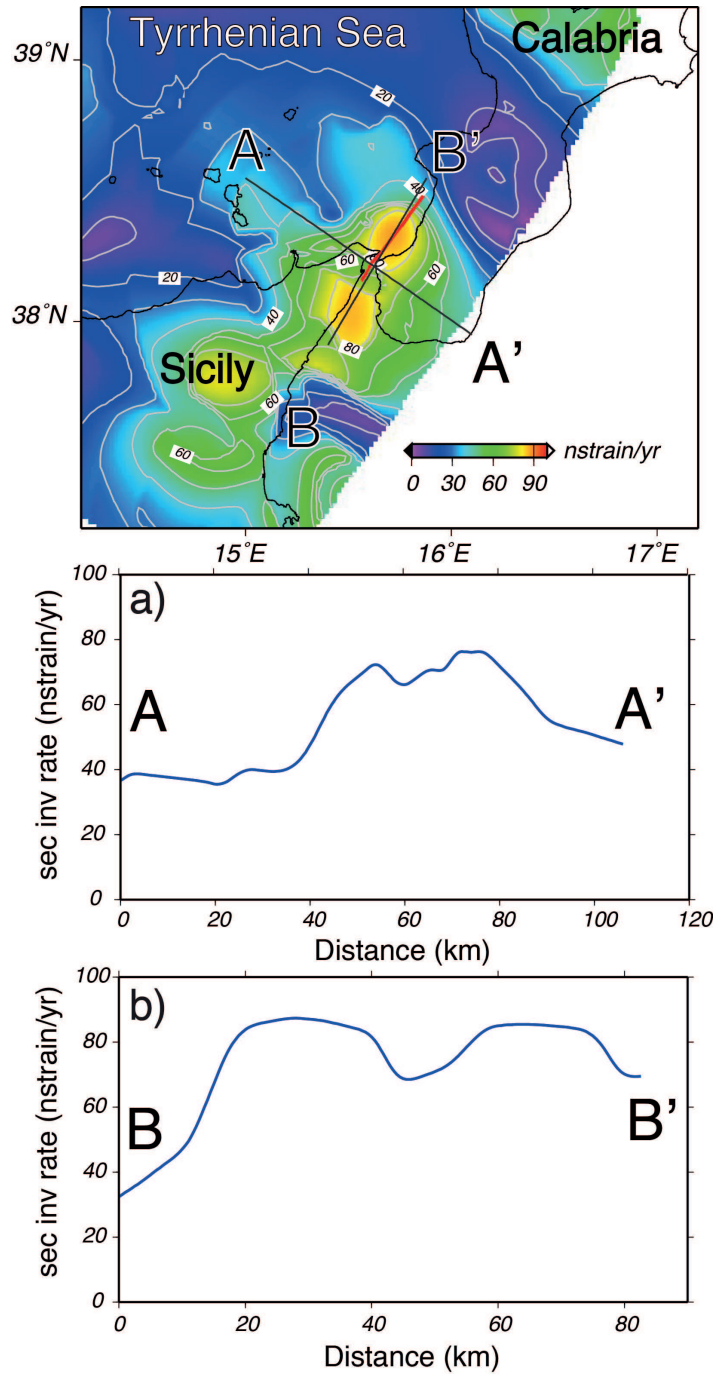 Tyrrhenian Sea
Calabria
39°N
20
A
B'
40
60
60
20
38°N
40
80
Sicily
60
A'
B
60
nstrain/yr
0 30 60 90
15°E 16°E 17°E
a)
100
80
60
40
20
0
sec inv rate (nstrain/yr)
A
A'
0 20 40 60 80 100 120
Distance (km)
b)
100
80
60
40
20
0
sec inv rate (nstrain/yr)
B
B'
0 20 40 60 80
Distance (km)